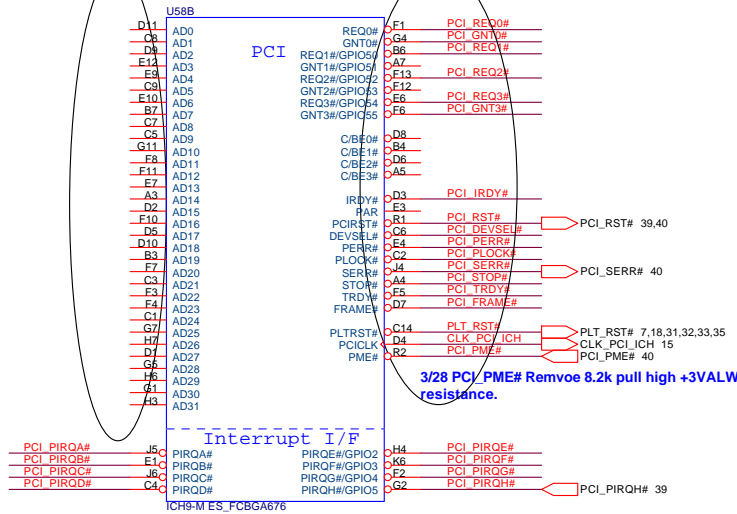 U58B
PCI
D11 AD0
C8 AD1
D9 AD2
E12 AD3
E9 AD4
C9 AD5
E10 AD6
B7 AD7
C7 AD8
C5 AD9
G11 AD10
F8 AD11
F11 AD12
E7 AD13
A3 AD14
D2 AD15
F10 AD16
D5 AD17
D10 AD18
B3 AD19
F7 AD20
C3 AD21
F3 AD22
F4 AD23
C1 AD24
G7 AD25
H7 AD26
D1 AD27
G5 AD28
H6 AD29
G1 AD30
H3 AD31
REQ0# F1 PCI_REQ0#
GNT0# G4 PCI_GNT0#
REQ1#/GPIO50 B6 PCI_REQ1#
GNT1#/GPIO51 A7
REQ2#/GPIO52 F13 PCI_REQ2#
GNT2#/GPIO53 F12
REQ3#/GPIO54 E6 PCI_REQ3#
GNT3#/GPIO55 F6 PCI_GNT3#
C/BE0# D8
C/BE1# B4
C/BE2# D6
C/BE3# A5
IRDY# D3 PCI_IRDY#
PAR E3
PCIRST# R1 PCI_RST# PCI_RST# 39,40
DEVSEL# C6 PCI_DEVSEL#
PERR# E4 PCI_PERR#
PLOCK# C2 PCI_PLOCK#
SERR# J4 PCI_SERR# PCI_SERR# 40
STOP# A4 PCI_STOP#
TRDY# F5 PCI_TRDY#
FRAME# D7 PCI_FRAME#
PLTRST# C14 PLT_RST# PLT_RST# 7,18,31,32,33,35
PCICLK D4 CLK_PCI_ICH CLK_PCI_ICH 15
PME# R2 PCI_PME# PCI_PME# 40
3/28 PCI_PME# Remvoe 8.2k pull high +3VALW
resistance.
Interrupt I/F
PCI_PIRQA# J5 PIRQA#
PCI_PIRQB# E1 PIRQB#
PCI_PIRQC# J6 PIRQC#
PCI_PIRQD# C4 PIRQD#
PIRQE#/GPIO2 H4 PCI_PIRQE#
PIRQF#/GPIO3 K6 PCI_PIRQF#
PIRQG#/GPIO4 F2 PCI_PIRQG#
PIRQH#/GPIO5 G2 PCI_PIRQH# PCI_PIRQH# 39
ICH9-M ES_FCBGA676